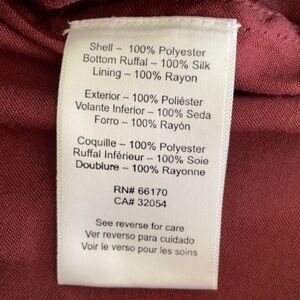 Shell – 100% Polyester
Bottom Ruffal – 100% Silk
Lining – 100% Rayon
Exterior – 100% Poliéster
Volante Inferior – 100% Seda
Forro – 100% Rayón
Coquille – 100% Polyester
Ruffal Inférieur – 100% Soie
Doublure – 100% Rayonne
RN# 66170
CA# 32054
See reverse for care
Ver reverso para cuidado
Voir le verso pour les soins